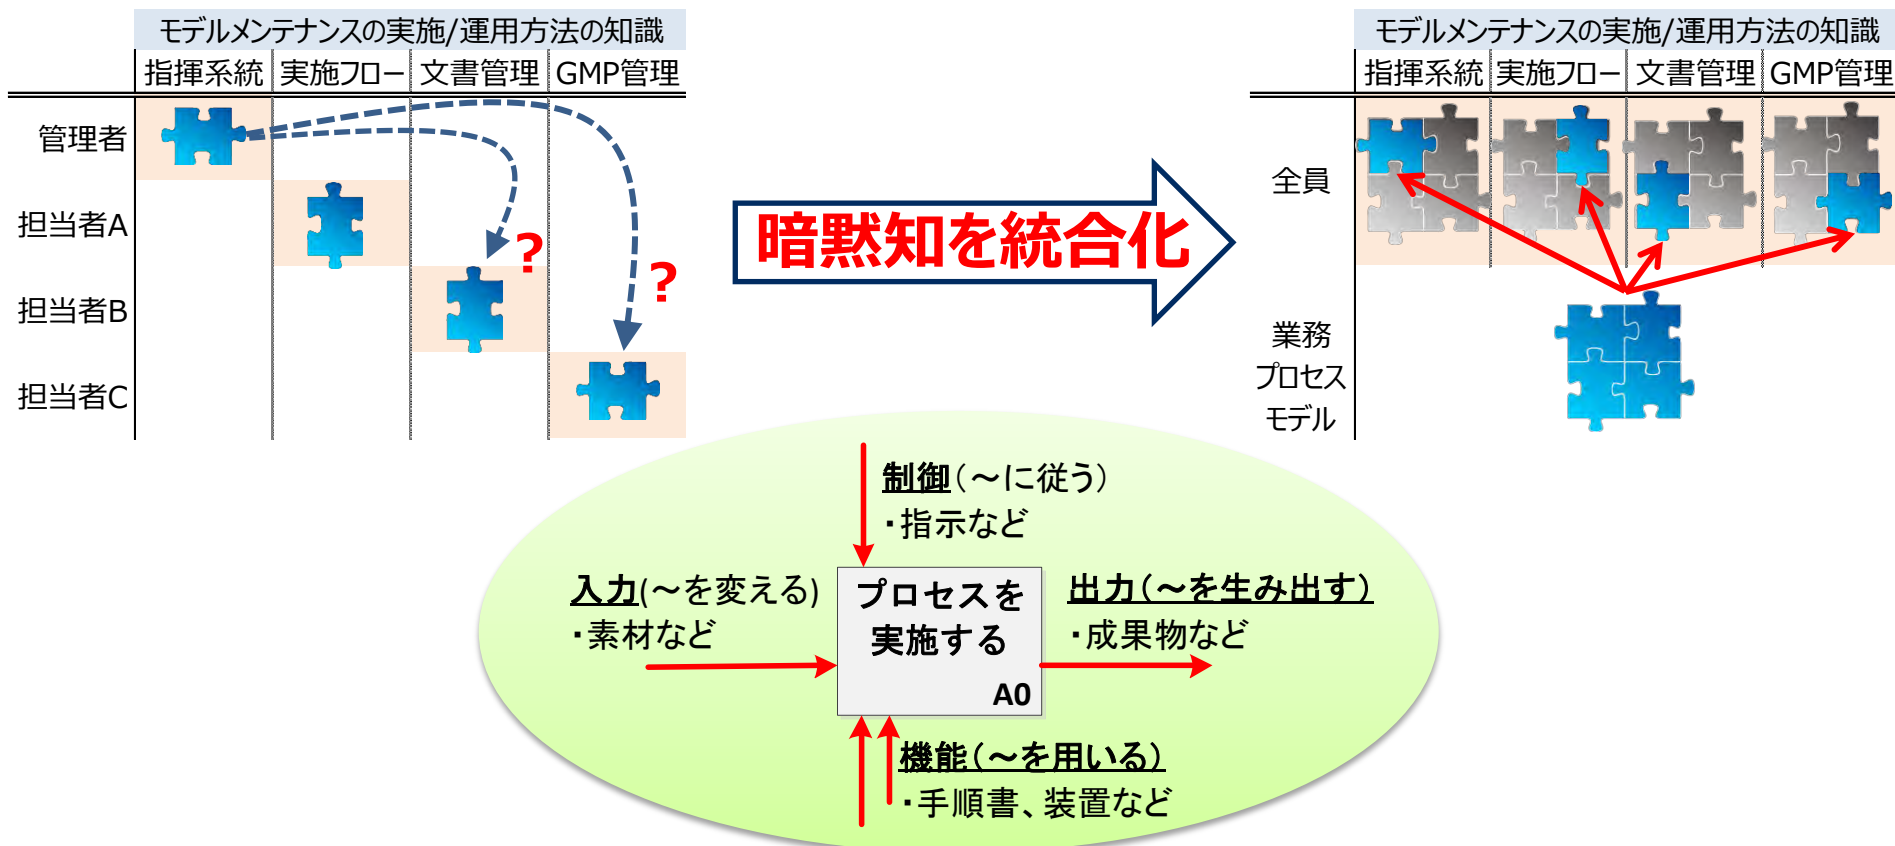 モデルメンテナンスの実施/運用方法の知識
指揮系統 実施フロー 文書管理 GMP管理
管理者
担当者A
担当者B
担当者C
?
?
暗黙知を統合化
モデルメンテナンスの実施/運用方法の知識
指揮系統 実施フロー 文書管理 GMP管理
全員
業務
プロセス
モデル
制御(～に従う)
・指示など
入力(～を変える)
・素材など
プロセスを
実施する
A0
出力(～を生み出す)
・成果物など
機能(～を用いる)
・手順書、装置など